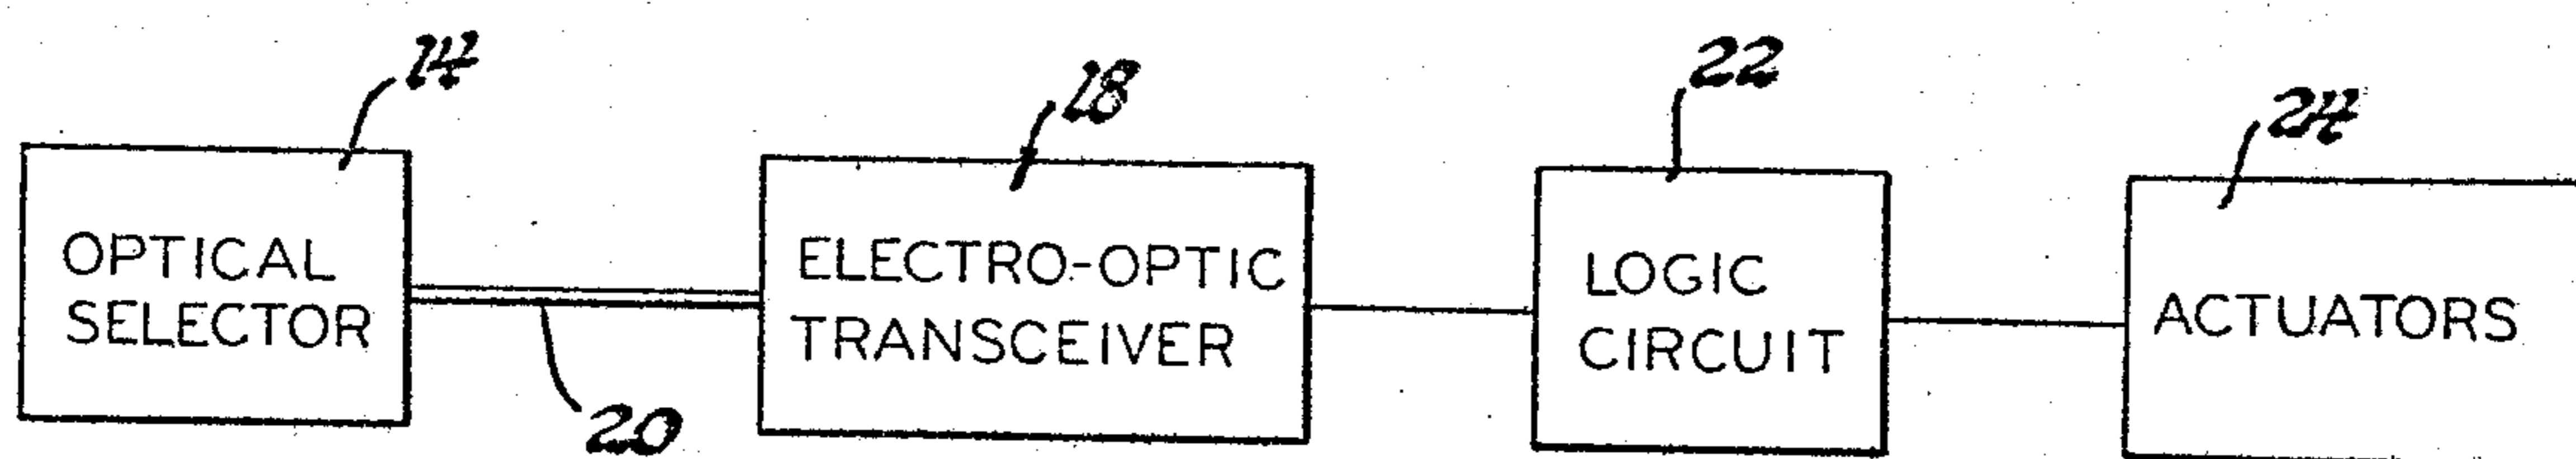 14
18
22
24
OPTICAL
SELECTOR
ELECTRO-OPTIC
TRANSCEIVER
LOGIC
CIRCUIT
ACTUATORS
20